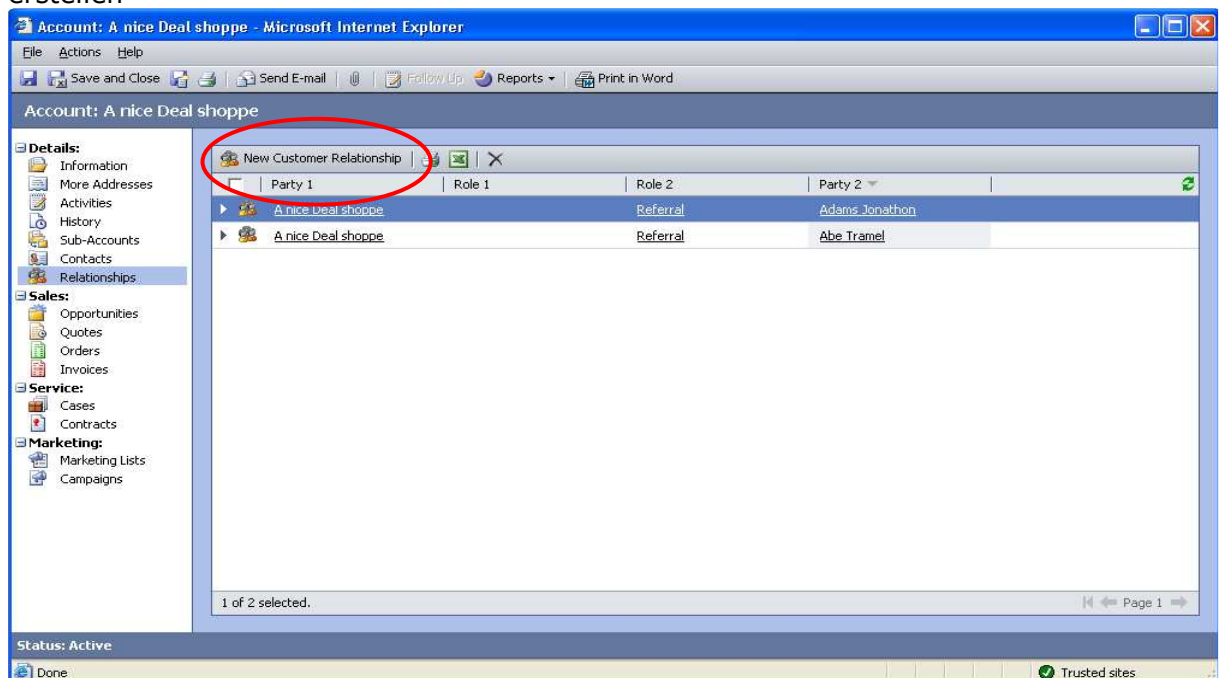 erstellen
Account: A nice Deal shoppe - Microsoft Internet Explorer
File Actions Help
Save and Close Send E-mail Follow Up Reports Print in Word
Account: A nice Deal shoppe
Details:
Information
More Addresses
Activities
History
Sub-Accounts
Contacts
Relationships
Sales:
Opportunities
Quotes
Orders
Invoices
Service:
Cases
Contracts
Marketing:
Marketing Lists
Campaigns
New Customer Relationship
Party 1 Role 1 Role 2 Party 2
A nice Deal shoppe Referral Adams Jonathon
A nice Deal shoppe Referral Abe Tramel
1 of 2 selected. Page 1
Status: Active
Done Trusted sites